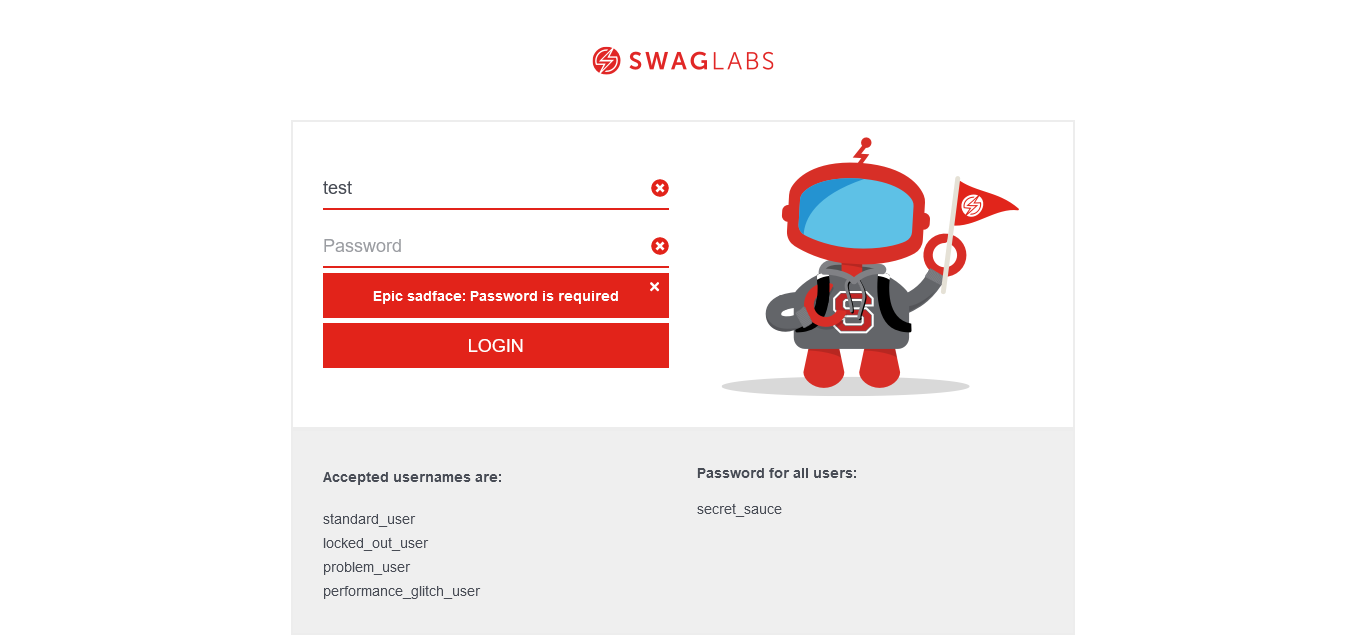 SWAGLABS
test
Password
Epic sadface: Password is required
LOGIN
Accepted usernames are:
standard_user
locked_out_user
problem_user
performance_glitch_user
Password for all users:
secret_sauce